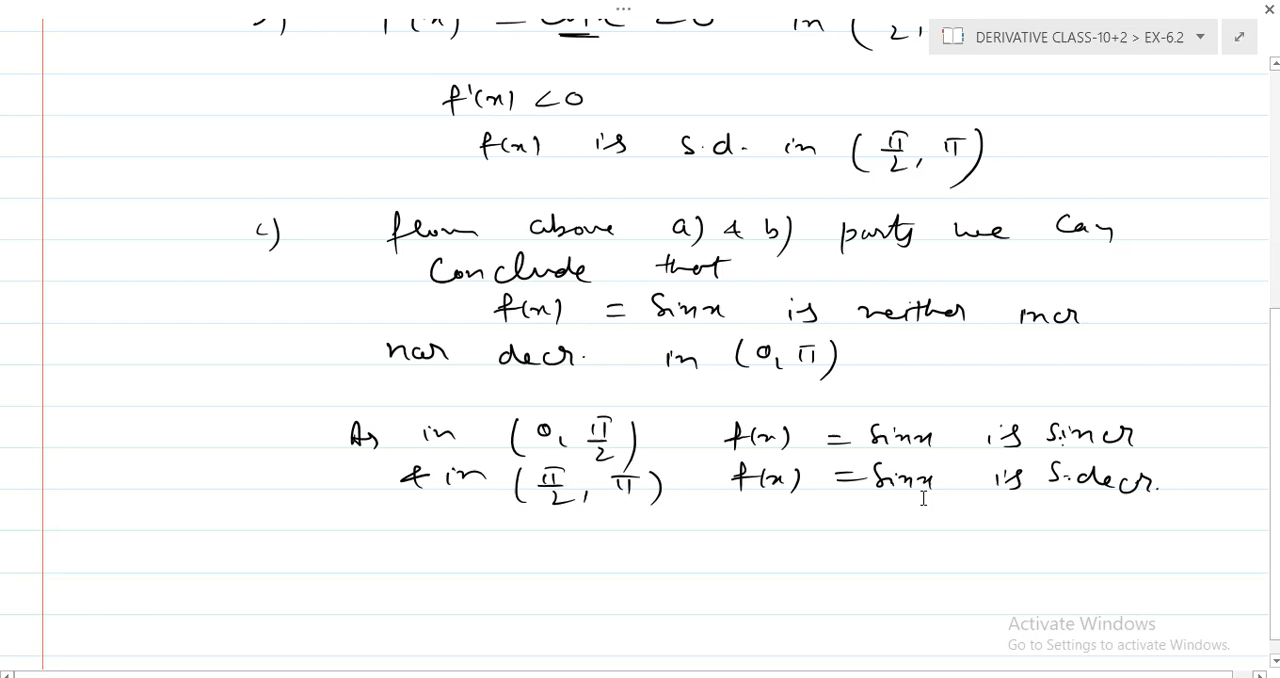 DERIVATIVE CLASS-10+2 > EX-6.2
f'(x) <0
f(x) is s.d. in (π/2, π)
c) from above a) & b) parts we can
conclude that
f(x) = sinx is neither incr
nor decr. in (0, π)
As in (0, π/2) f(x) = sinx is s.incr
& in (π/2, π) f(x) = sinx is s.decr.
Activate Windows
Go to Settings to activate Windows.